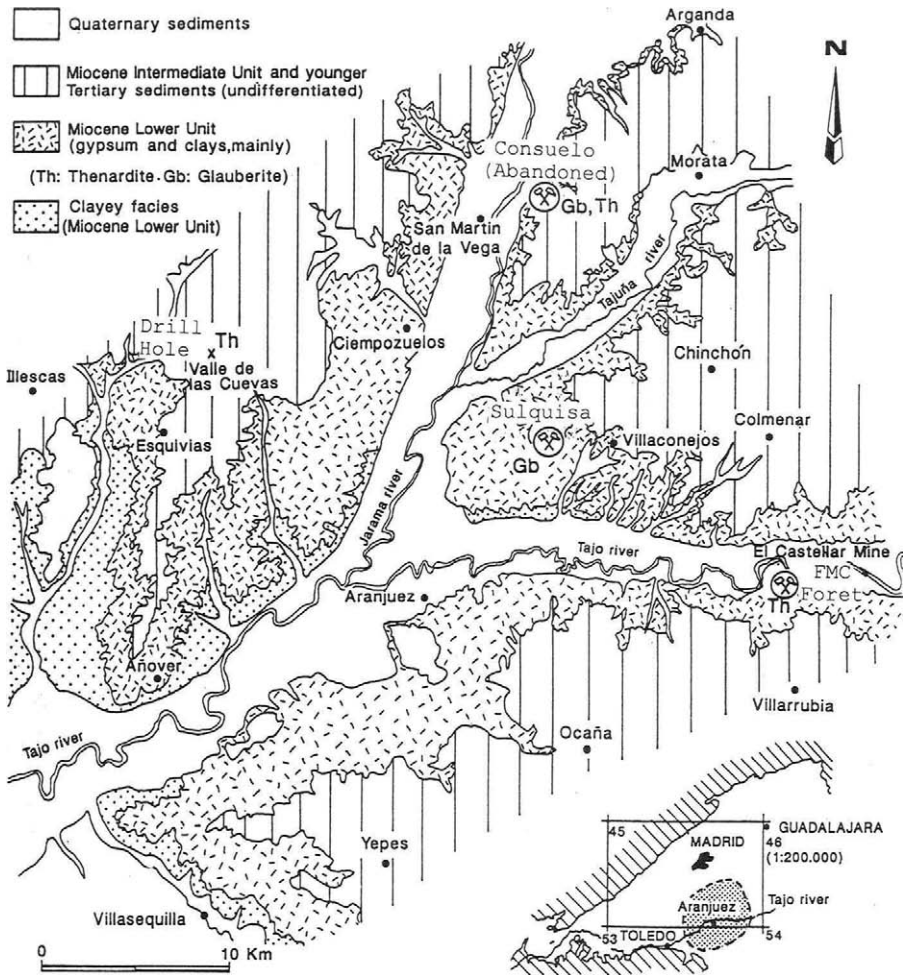 Quaternary sediments
Miocene Intermediate Unit and younger
Tertiary sediments (undifferentiated)
Miocene Lower Unit
(gypsum and clays,mainly)
(Th: Thenardite. Gb: Glauberite)
Clayey facies
(Miocene Lower Unit)
Arganda
N
Consuelo
(Abandoned)
Gb,Th
Morata
San Martin
de la Vega
Tajuña river
Drill
Hole
Th
x
Valle de
las Cuevas
Ciempozuelos
Illescas
Chinchón
Esquivias
Sulquisa
Gb
Villaconejos
Colmenar
Jarama river
Tajo river
El Castellar Mine
FMC
Foret
Th
Aranjuez
Añover
Villarrubia
Tajo river
Ocaña
Yepes
Villasequilla
0 10 Km
45
46
GUADALAJARA
(1:200.000)
MADRID
Aranjuez
Tajo river
53
TOLEDO
54